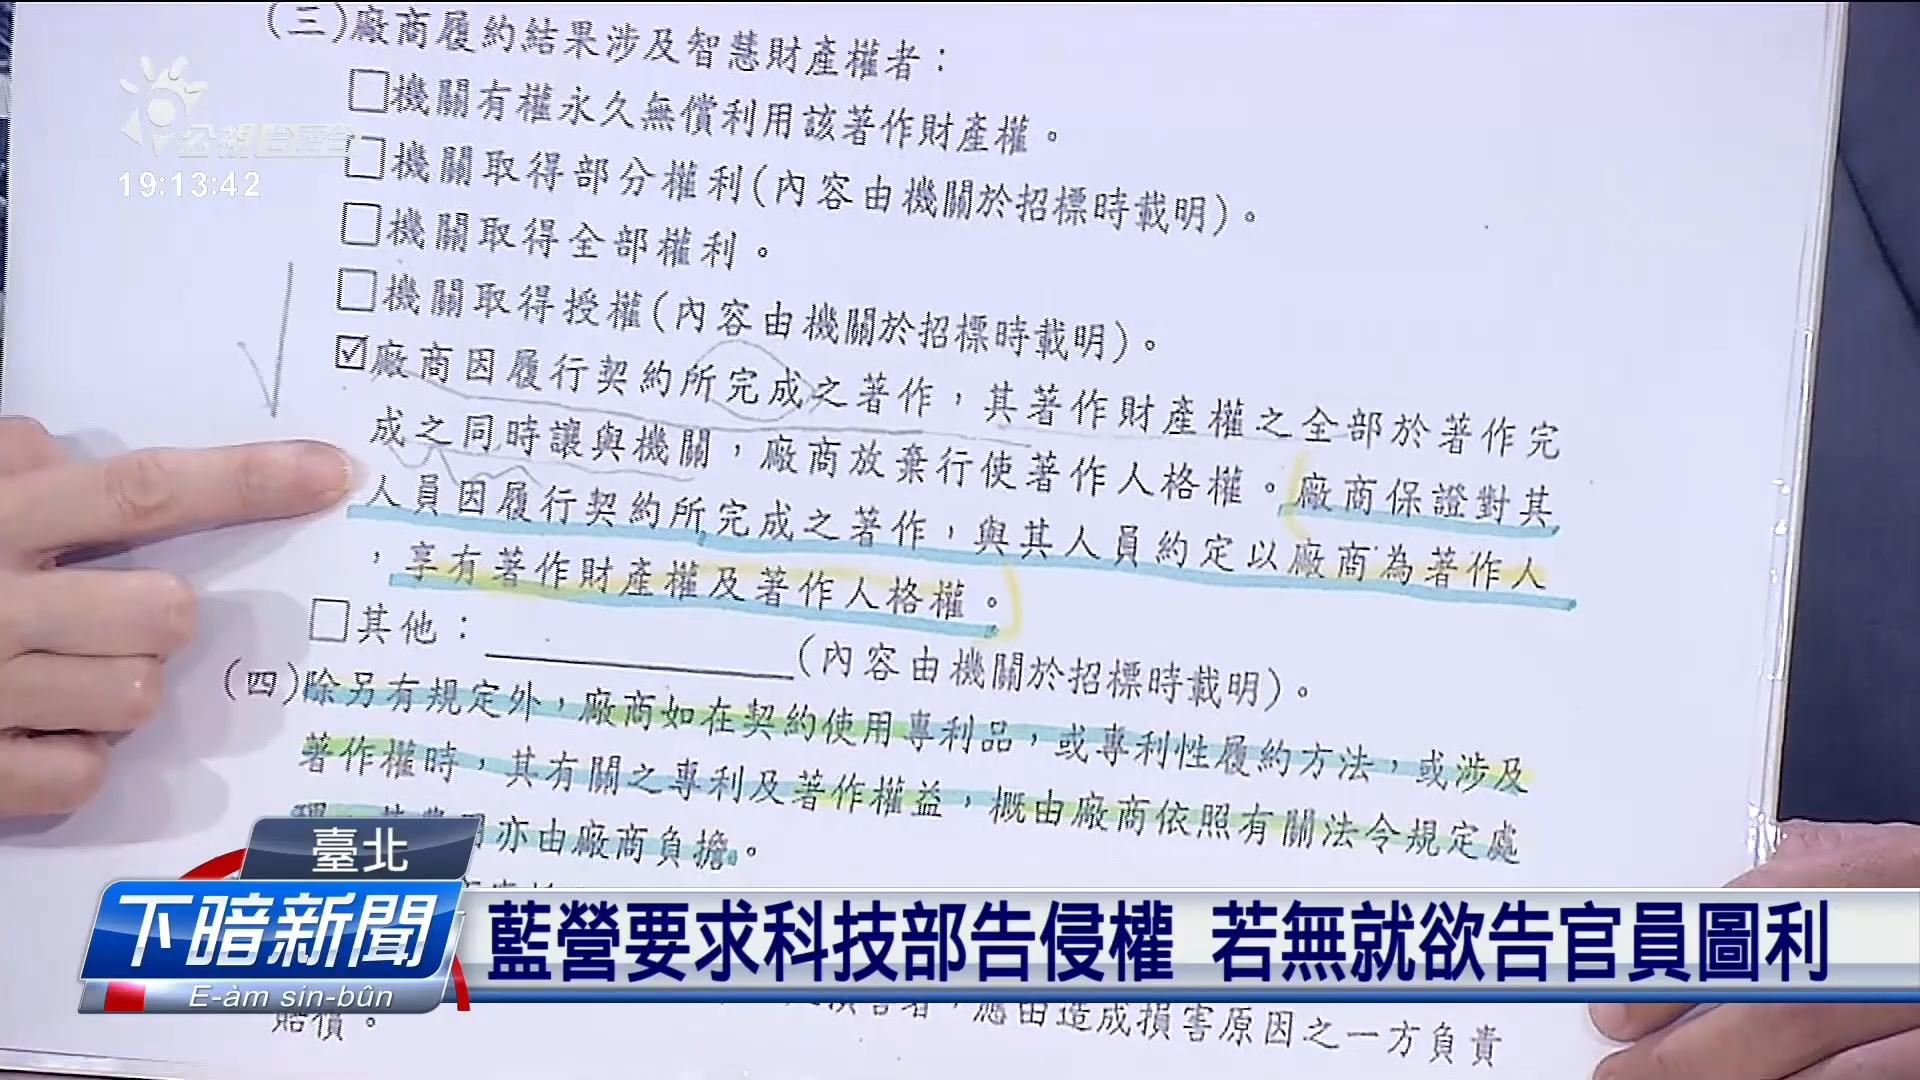 (三)廠商履約結果涉及智慧財產權者：
□機關有權永久無償利用該著作財產權。
□機關取得部分權利(內容由機關於招標時載明)。
□機關取得全部權利。
□機關取得授權(內容由機關於招標時載明)。
☑廠商因履行契約所完成之著作，其著作財產權之全部於著作完
成之同時讓與機關，廠商放棄行使著作人格權。廠商保證對其
人員因履行契約所完成之著作，與其人員約定以廠商為著作人
，享有著作財產權及著作人格權。
□其他：(內容由機關於招標時載明)。
(四)除另有規定外，廠商如在契約使用專利品，或專利性履約方法，或涉及
著作權時，其有關之專利及著作權益，概由廠商依照有關法令規定處
亦由廠商負擔。
，應由造成損害原因之一方負責
賠償。
公視台語台
19:13:42
臺北
下暗新聞
E-àm sin-bûn
藍營要求科技部告侵權 若無就欲告官員圖利